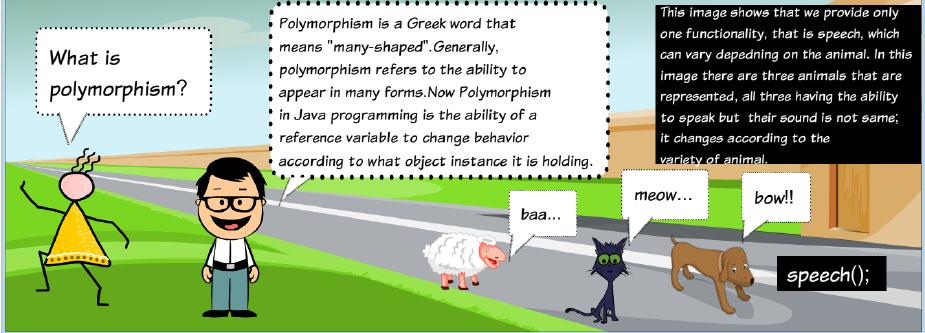 What is
polymorphism?
Polymorphism is a Greek word that
means "many-shaped".Generally,
polymorphism refers to the ability to
appear in many forms.Now Polymorphism
in Java programming is the ability of a
reference variable to change behavior
according to what object instance it is holding.
This image shows that we provide only
one functionality, that is speech, which
can vary depedning on the animal. In this
image there are three animals that are
represented, all three having the ability
to speak but their sound is not same;
it changes according to the
variety of animal.
baa...
meow...
bow!!
speech();